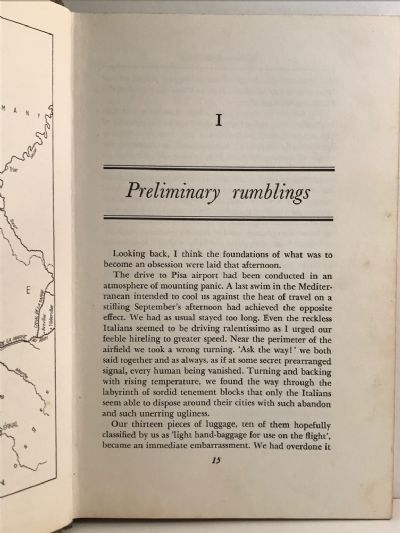 MANY
E
I
Preliminary rumblings
Looking back, I think the foundations of what was to
become an obsession were laid that afternoon.
The drive to Pisa airport had been conducted in an
atmosphere of mounting panic. A last swim in the Mediter-
ranean intended to cool us against the heat of travel on a
stifling September's afternoon had achieved the opposite
effect. We had as usual stayed too long. Even the reckless
Italians seemed to be driving ralentissimo as I urged our
feeble hireling to greater speed. Near the perimeter of the
airfield we took a wrong turning. 'Ask the way!' we both
said together and as always, as if at some secret prearranged
signal, every human being vanished. Turning and backing
with rising temperature, we found the way through the
labyrinth of sordid tenement blocks that only the Italians
seem able to dispose around their cities with such abandon
and such unerring ugliness.
Our thirteen pieces of luggage, ten of them hopefully
classified by us as 'light hand-baggage for use on the flight',
became an immediate embarrassment. We had overdone it
15